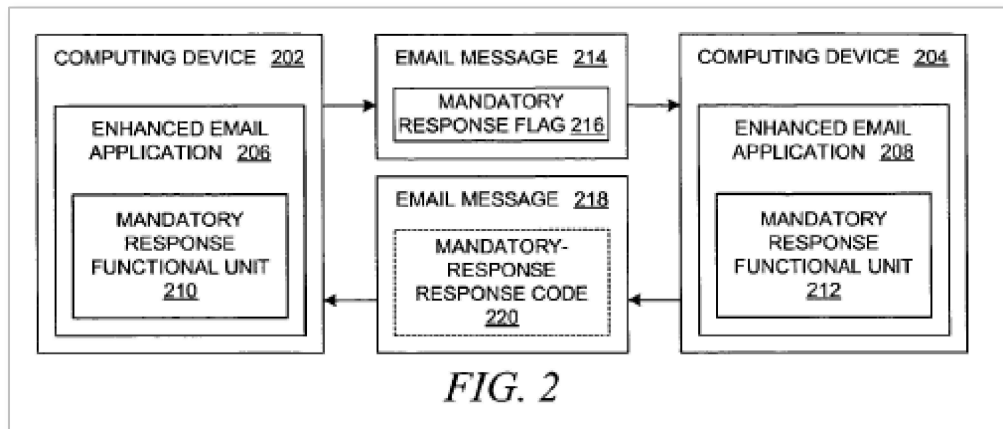 COMPUTING DEVICE 202
ENHANCED EMAIL
APPLICATION 206
MANDATORY
RESPONSE
FUNCTIONAL UNIT
210
EMAIL MESSAGE 214
MANDATORY
RESPONSE FLAG 216
EMAIL MESSAGE 218
MANDATORY-
RESPONSE
RESPONSE CODE
220
COMPUTING DEVICE 204
ENHANCED EMAIL
APPLICATION 208
MANDATORY
RESPONSE
FUNCTIONAL UNIT
212
FIG. 2